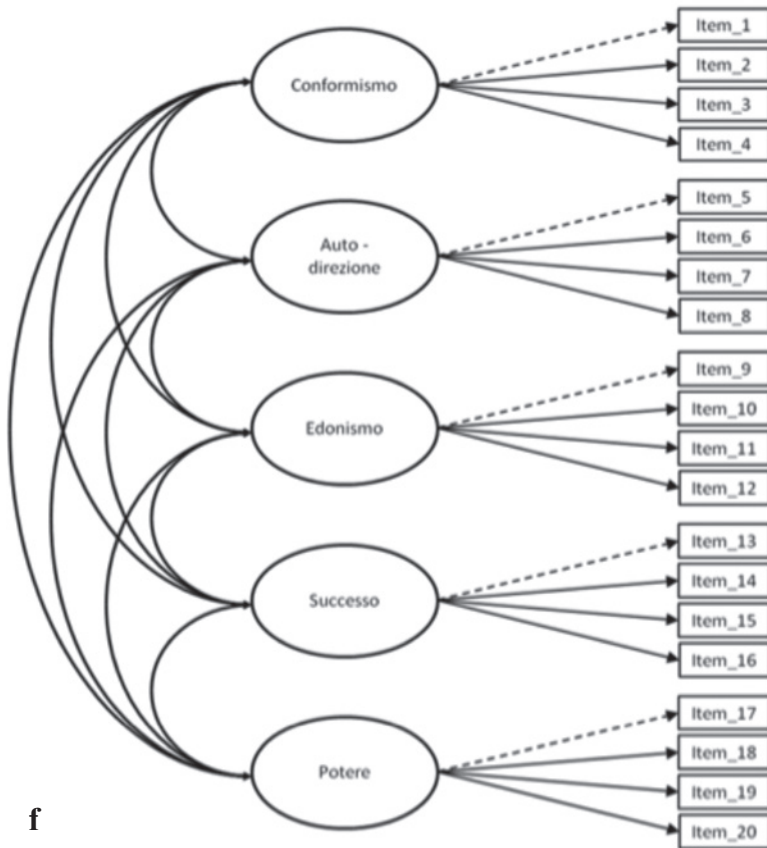 Item_1
Conformismo
Item_2
Item_3
Item_4
Item_5
Auto -
direzione
Item_6
Item_7
Item_8
Item_9
Edonismo
Item_10
Item_11
Item_12
Item_13
Successo
Item_14
Item_15
Item_16
Item_17
Potere
Item_18
Item_19
Item_20
f